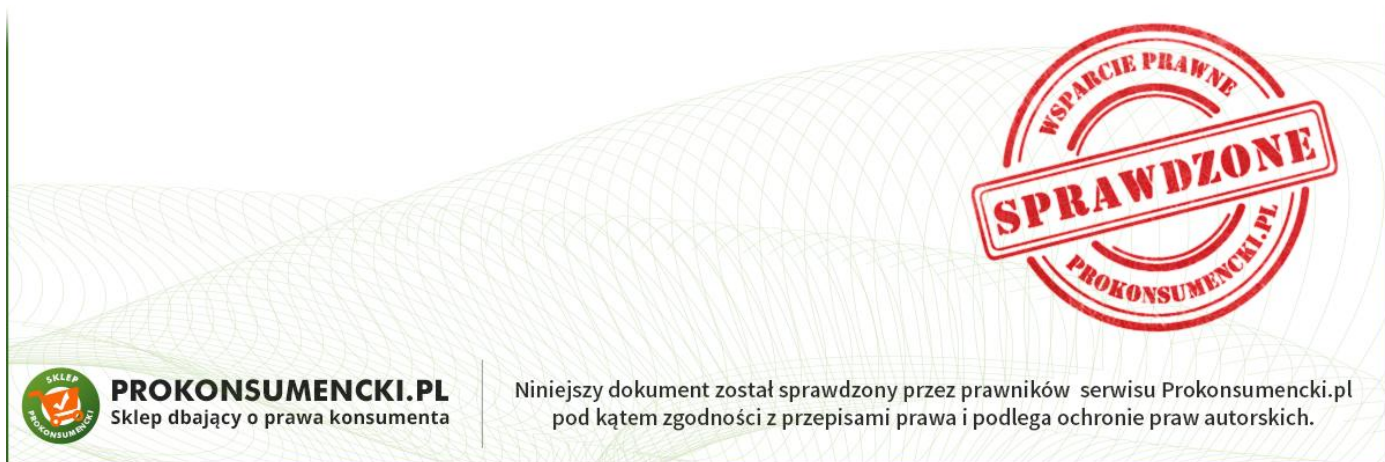 WSPARCIE PRAWNE
SPRAWDZONE
PROKONSUMENCKI.PL
SKLEP
PROKONSUMENCKI
PROKONSUMENCKI.PL
Sklep dbający o prawa konsumenta
Niniejszy dokument został sprawdzony przez prawników serwisu Prokonsumencki.pl
pod kątem zgodności z przepisami prawa i podlega ochronie praw autorskich.